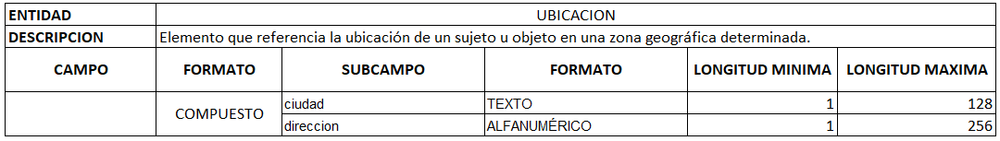 ENTIDAD UBICACION
DESCRIPCION Elemento que referencia la ubicación de un sujeto u objeto en una zona geográfica determinada.
CAMPO FORMATO SUBCAMPO FORMATO LONGITUD MINIMA LONGITUD MAXIMA
COMPUESTO ciudad TEXTO 1 128
direccion ALFANUMÉRICO 1 256